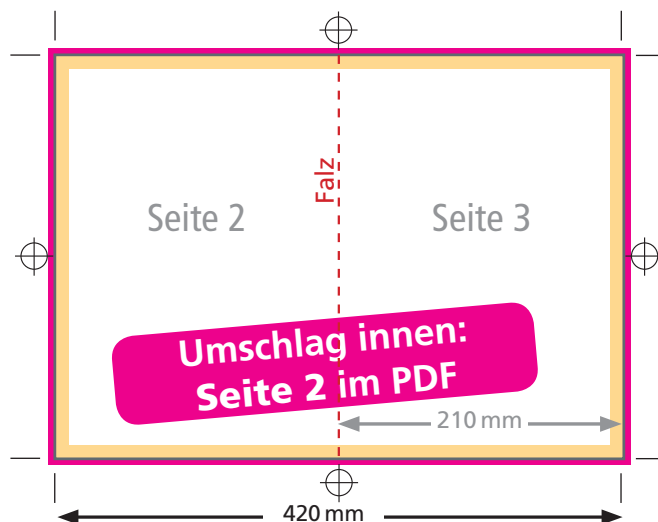 Falz
Seite 2
Seite 3
Umschlag innen:
Seite 2 im PDF
210 mm
420 mm